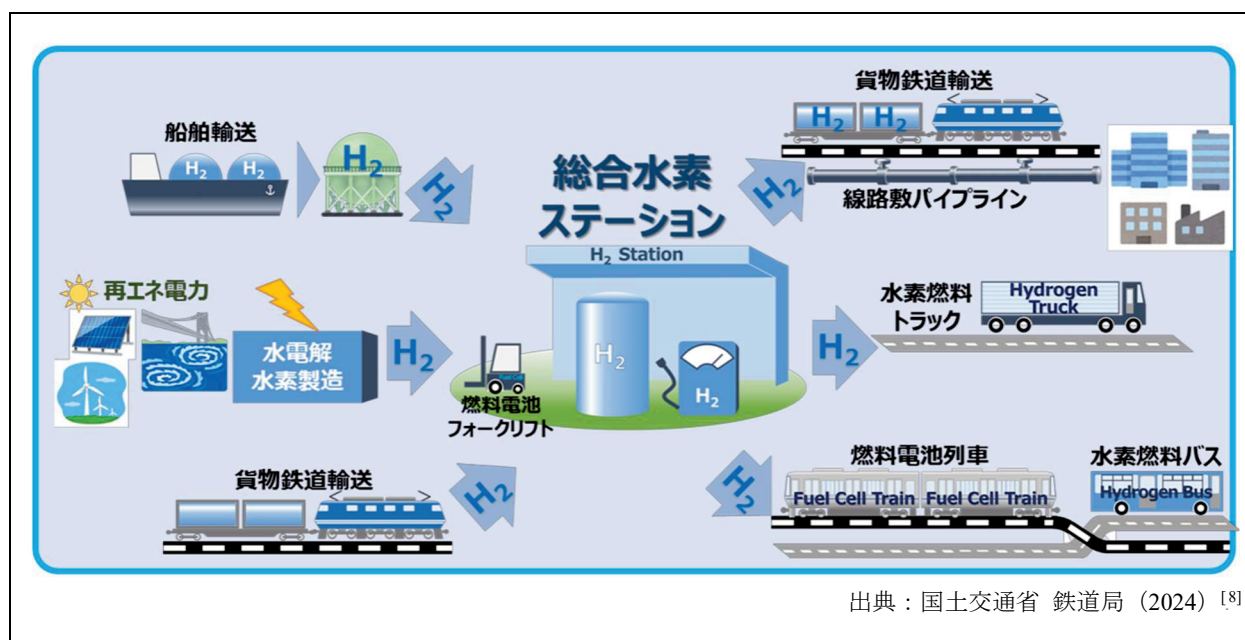 船舶輸送
H₂ H₂
H₂
H₂
総合水素
ステーション
H₂ Station
H₂
H₂
貨物鉄道輸送
H₂ H₂
H₂
線路敷パイプライン
再エネ電力
水電解
水素製造
H₂
燃料電池
フォークリフト
H₂
水素燃料
トラック
Hydrogen
Truck
貨物鉄道輸送
H₂
H₂
燃料電池列車
Fuel Cell Train Fuel Cell Train
水素燃料バス
Hydrogen Bus
出典：国土交通省 鉄道局（2024）[8]